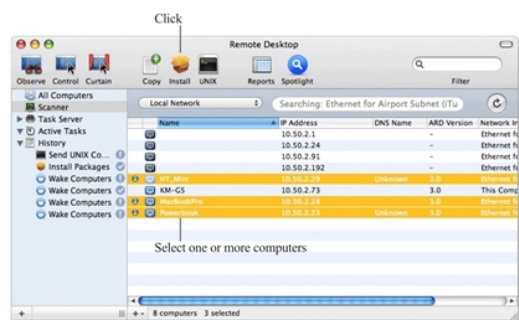 Click
Remote Desktop
Observe Control Curtain Copy Install UNIX Reports Spotlight Filter
All Computers
Scanner
Task Server
Active Tasks
History
Send UNIX Co...
Install Packages
Wake Computers
Wake Computers
Wake Computers
Wake Computers
Local Network Searching: Ethernet for Airport Subnet (iTu
Name IP Address DNS Name ARD Version Network In
10.50.2.1 - Ethernet fo
10.50.2.24 - Ethernet fo
10.50.2.91 - Ethernet fo
10.50.2.192 - Ethernet fo
HT_Mini 10.50.2.29 Unknown 3.0 Ethernet fo
KM-G5 10.50.2.73 3.0 This Comp
MacBookPro 10.50.2.28 3.0 Ethernet fo
Powerbook 10.50.2.23 Unknown 3.0 Ethernet fo
Select one or more computers
8 computers 3 selected